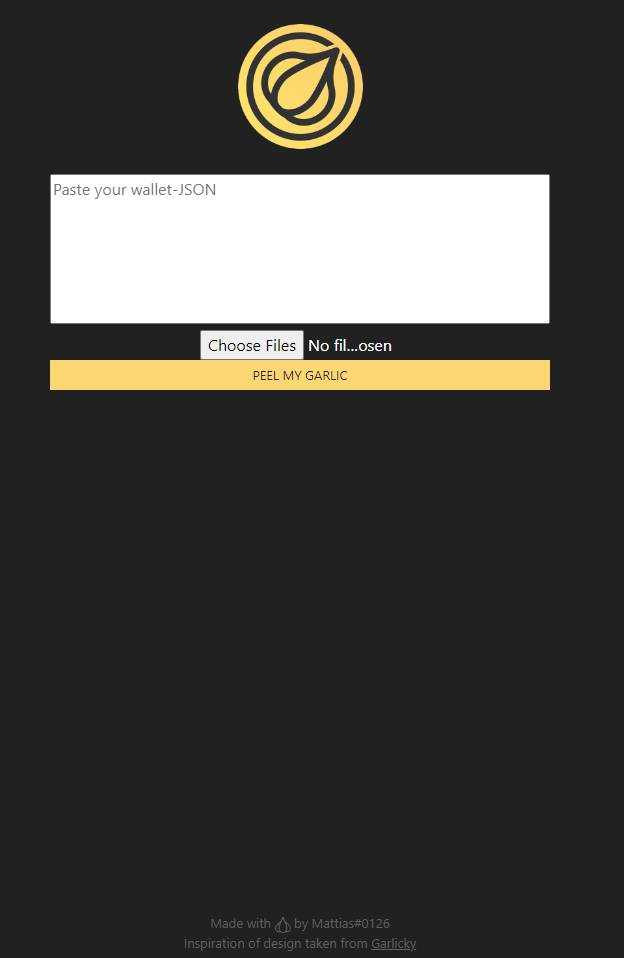 Paste your wallet-JSON
Choose Files No fil...osen
PEEL MY GARLIC
Made with by Mattias#0126
Inspiration of design taken from Garlicky